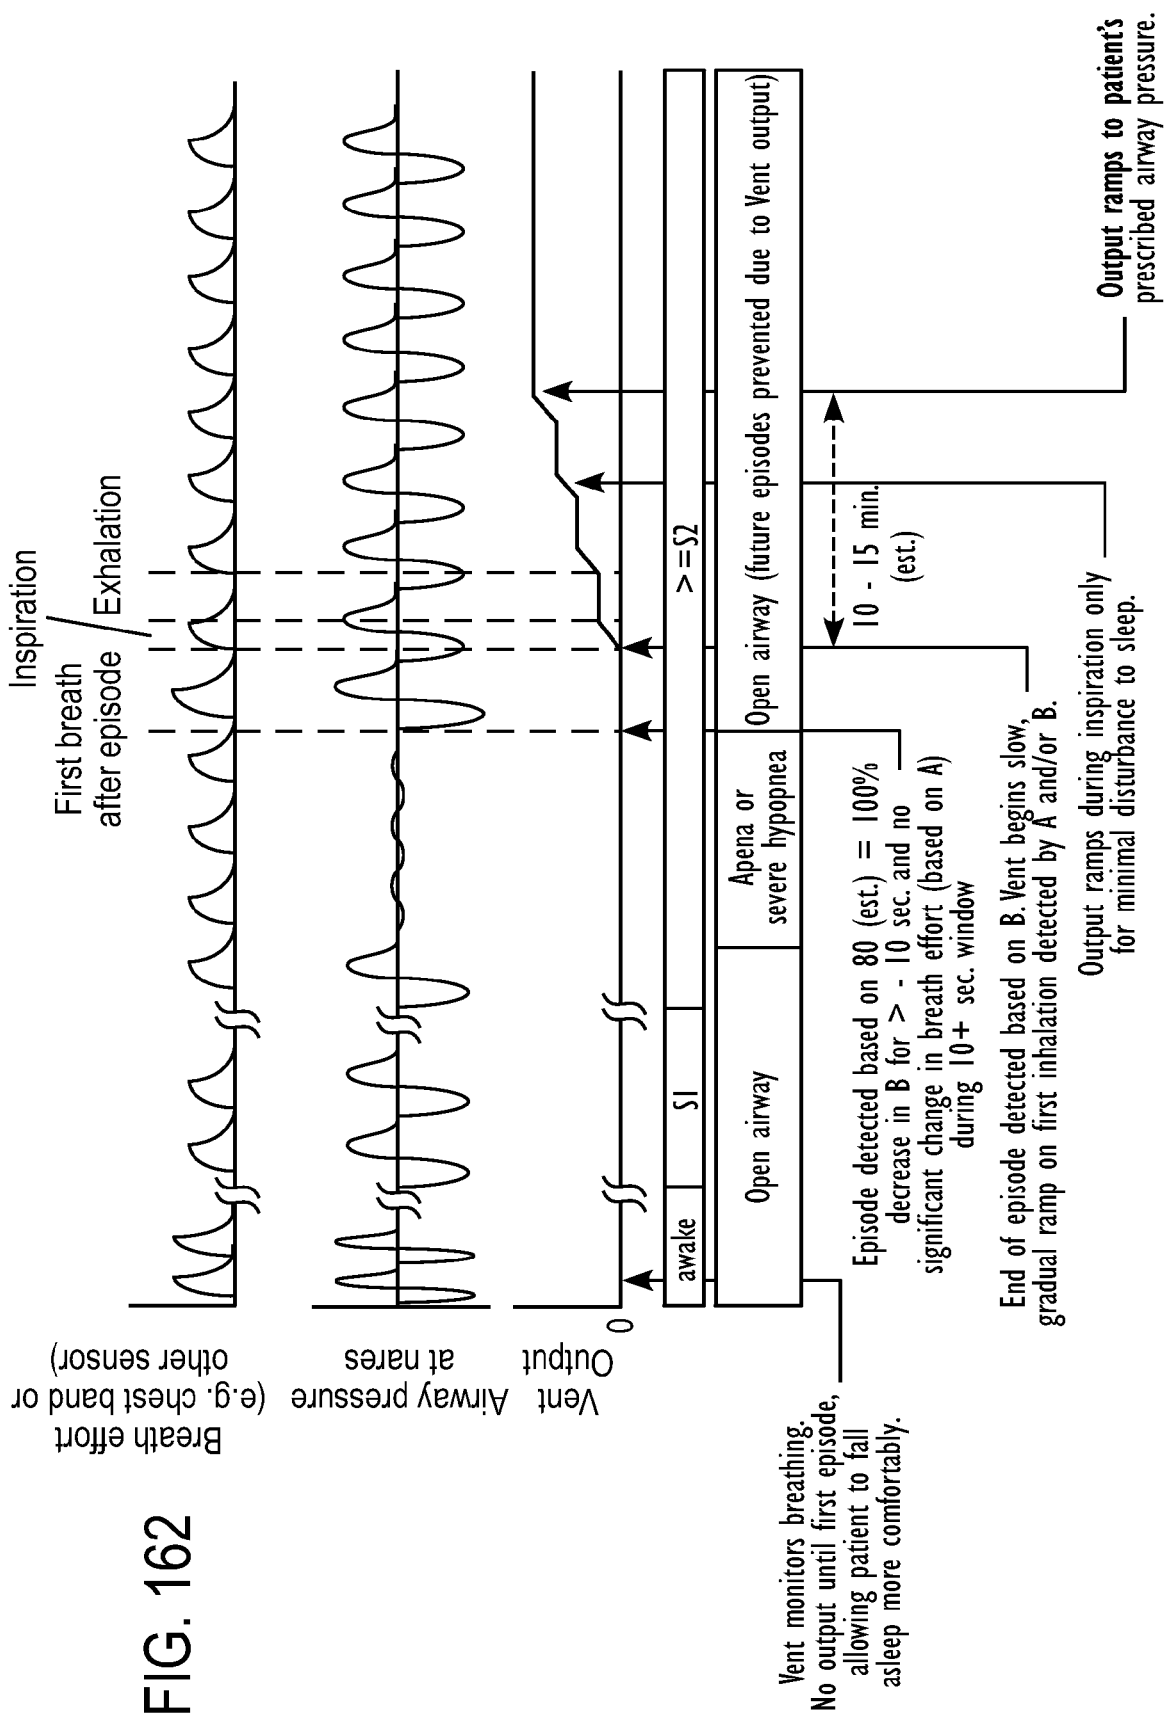 FIG. 162
Breath effort
(e.g. chest band or
other sensor)
Airway pressure
at nares
Vent
Output
0
Inspiration
First breath
after episode
Exhalation
awake
S1
>=S2
Open airway
Apena or
severe hypopnea
Open airway (future episodes prevented due to Vent output)
10 - 15 min.
(est.)
Vent monitors breathing.
No output until first episode,
allowing patient to fall
asleep more comfortably.
Episode detected based on 80 (est.) = 100%
decrease in B for > - 10 sec. and no
significant change in breath effort (based on A)
during 10+ sec. window
End of episode detected based on B. Vent begins slow,
gradual ramp on first inhalation detected by A and/or B.
Output ramps during inspiration only
for minimal disturbance to sleep.
Output ramps to patient's
prescribed airway pressure.